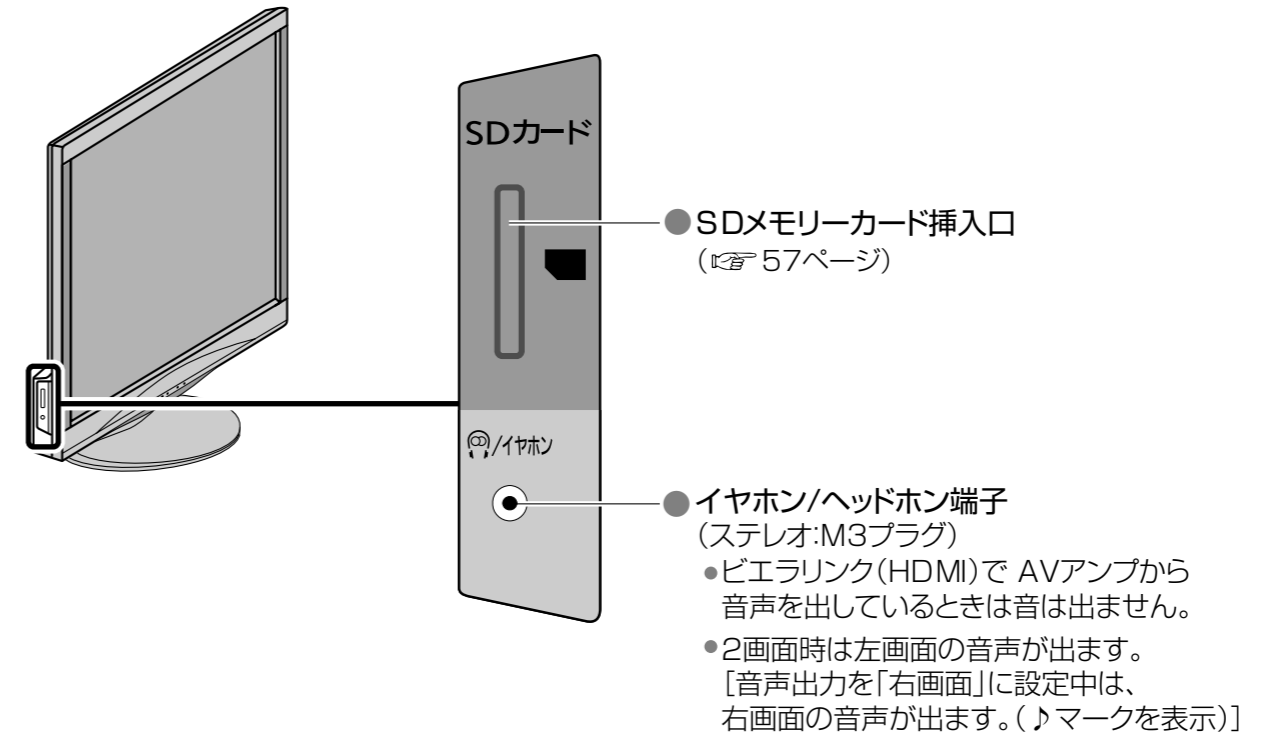 SDカード
●SDメモリーカード挿入口
（☞57ページ）
🎧/イヤホン
●イヤホン/ヘッドホン端子
（ステレオ:M3プラグ）
●ビエラリンク（HDMI）で AVアンプから
音声を出しているときは音は出ません。
●2画面時は左画面の音声が出ます。
［音声出力を「右画面」に設定中は、
右画面の音声が出ます。（♪マークを表示）］